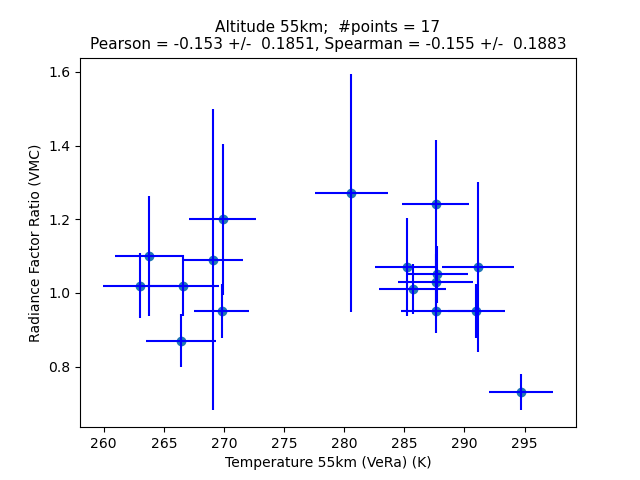 Altitude 55km;  #points = 17
Pearson = -0.153 +/-  0.1851, Spearman = -0.155 +/-  0.1883
1.6
1.4
1.2
1.0
0.8
Radiance Factor Ratio (VMC)
260 265 270 275 280 285 290 295
Temperature 55km (VeRa) (K)